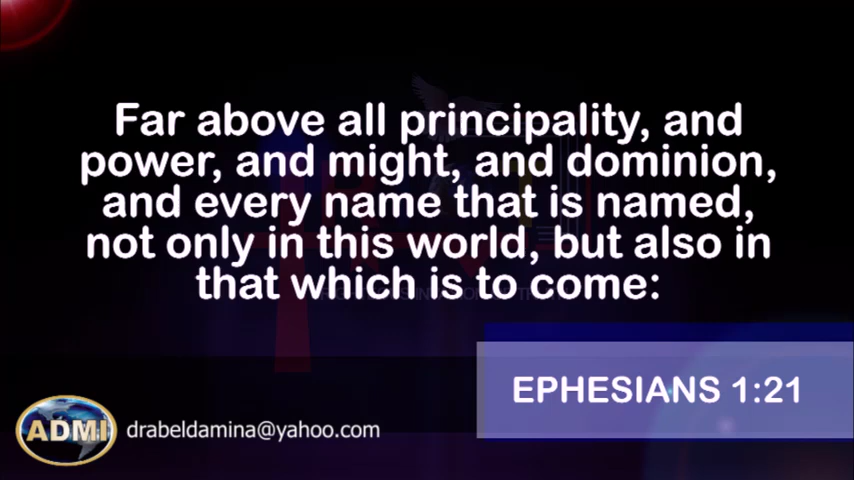 Far above all principality, and
power, and might, and dominion,
and every name that is named,
not only in this world, but also in
that which is to come:
EPHESIANS 1:21
ADMI drabeldamina@yahoo.com